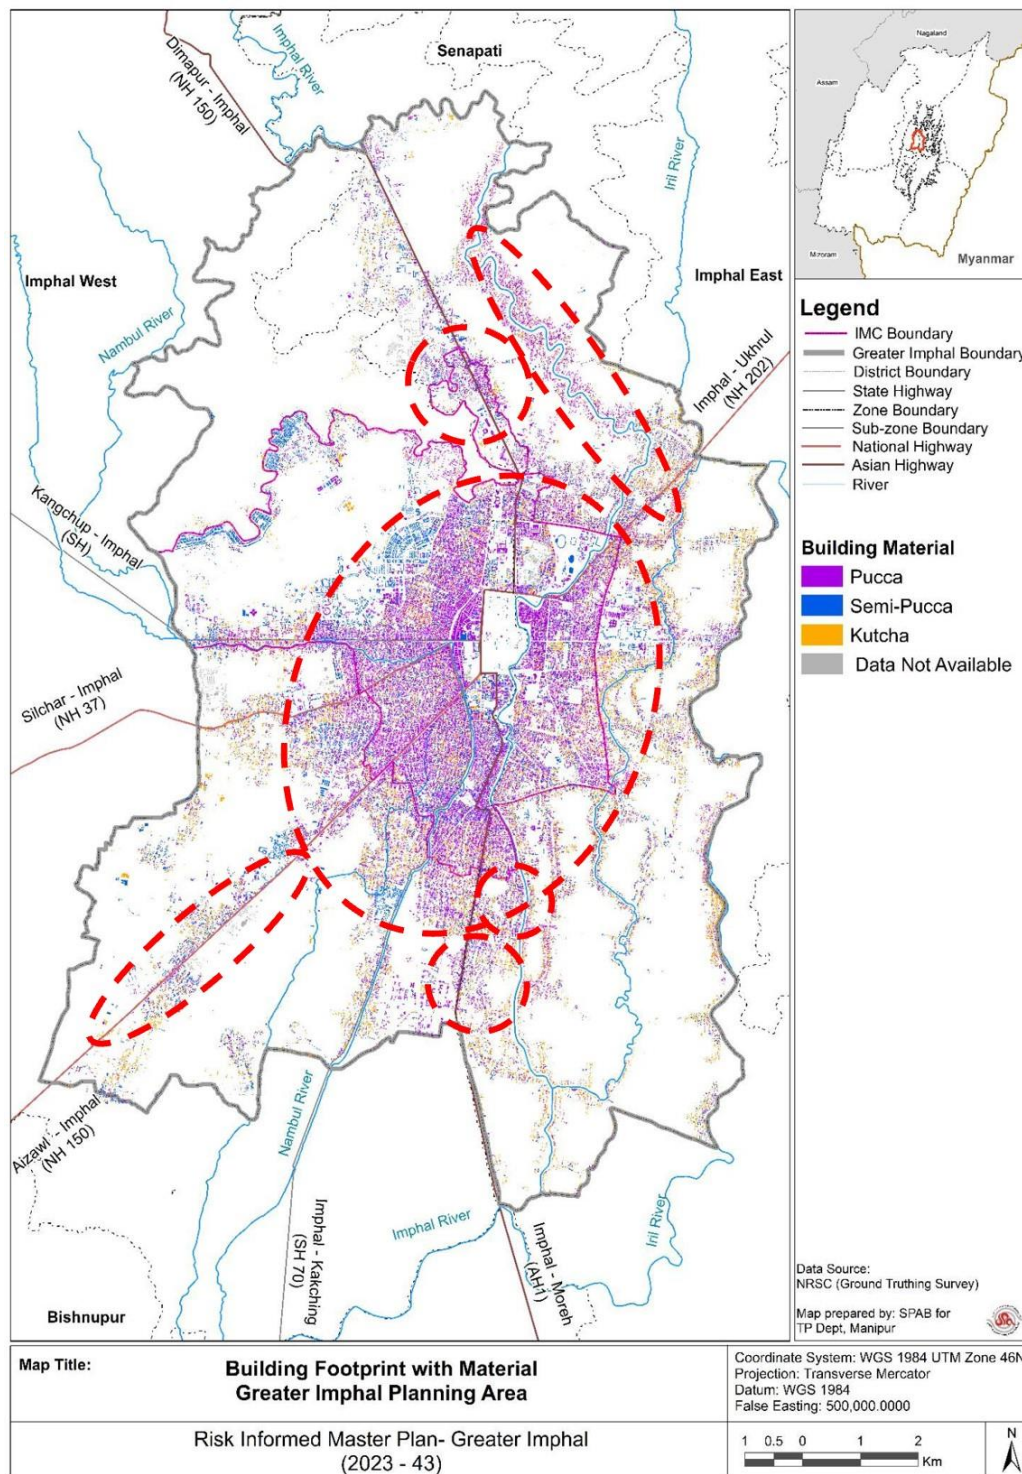 Senapati
Imphal River
Dimapur - Imphal
(NH 150)
Iril River
Imphal West
Imphal East
Nambul River
Imphal - Ukhrul
(NH 202)
Kangchup - Imphal
(SH)
Silchar - Imphal
(NH 37)
Aizawl - Imphal
(NH 150)
Nambul River
Imphal - Kakching
(SH 70)
Imphal River
Imphal - Moreh
(AH1)
Iril River
Bishnupur
Nagaland
Assam
Mizoram
Myanmar
Legend
IMC Boundary
Greater Imphal Boundary
District Boundary
State Highway
Zone Boundary
Sub-zone Boundary
National Highway
Asian Highway
River
Building Material
Pucca
Semi-Pucca
Kutcha
Data Not Available
Data Source:
NRSC (Ground Truthing Survey)
Map prepared by: SPAB for
TP Dept, Manipur
Map Title:
Building Footprint with Material
Greater Imphal Planning Area
Risk Informed Master Plan- Greater Imphal
(2023 - 43)
Coordinate System: WGS 1984 UTM Zone 46N
Projection: Transverse Mercator
Datum: WGS 1984
False Easting: 500,000.0000
1 0.5 0 1 2
Km
N